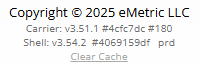 Copyright © 2025 eMetric LLC
Carrier: v3.51.1 #4cfc7dc #180
Shell: v3.54.2 #4069159df prd
Clear Cache